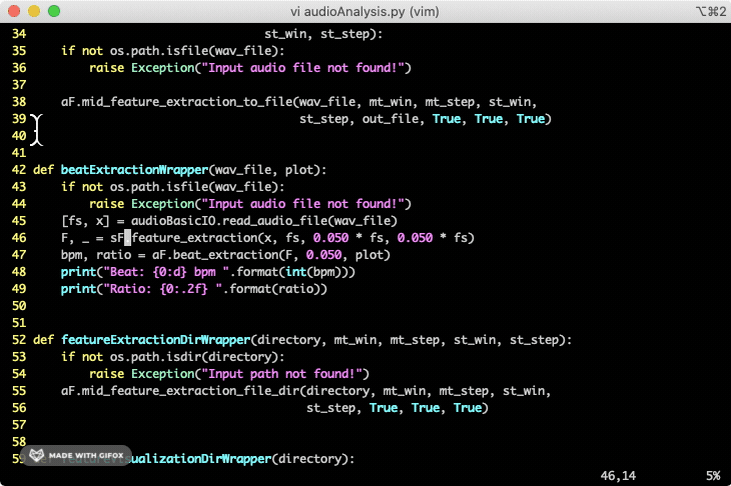 vi audioAnalysis.py (vim)
⌥⌘2
34                                  st_win, st_step):
35     if not os.path.isfile(wav_file):
36         raise Exception("Input audio file not found!")
37
38     aF.mid_feature_extraction_to_file(wav_file, mt_win, mt_step, st_win,
39                                       st_step, out_file, True, True, True)
40
41
42 def beatExtractionWrapper(wav_file, plot):
43     if not os.path.isfile(wav_file):
44         raise Exception("Input audio file not found!")
45     [fs, x] = audioBasicIO.read_audio_file(wav_file)
46     F, _ = sF.feature_extraction(x, fs, 0.050 * fs, 0.050 * fs)
47     bpm, ratio = aF.beat_extraction(F, 0.050, plot)
48     print("Beat: {0:d} bpm ".format(int(bpm)))
49     print("Ratio: {0:.2f} ".format(ratio))
50
51
52 def featureExtractionDirWrapper(directory, mt_win, mt_step, st_win, st_step):
53     if not os.path.isdir(directory):
54         raise Exception("Input path not found!")
55     aF.mid_feature_extraction_file_dir(directory, mt_win, mt_step, st_win,
56                                        st_step, True, True, True)
57
58
59 (directory):
MADE WITH GIFOX
46,14 5%